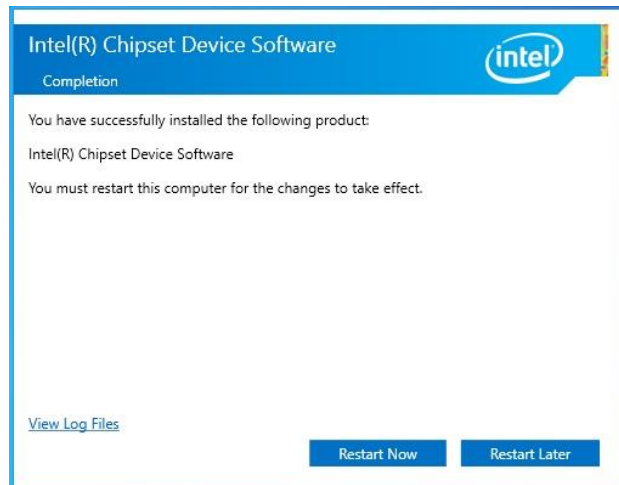 Intel(R) Chipset Device Software
intel
Completion
You have successfully installed the following product:
Intel(R) Chipset Device Software
You must restart this computer for the changes to take effect.
View Log Files
Restart Now
Restart Later